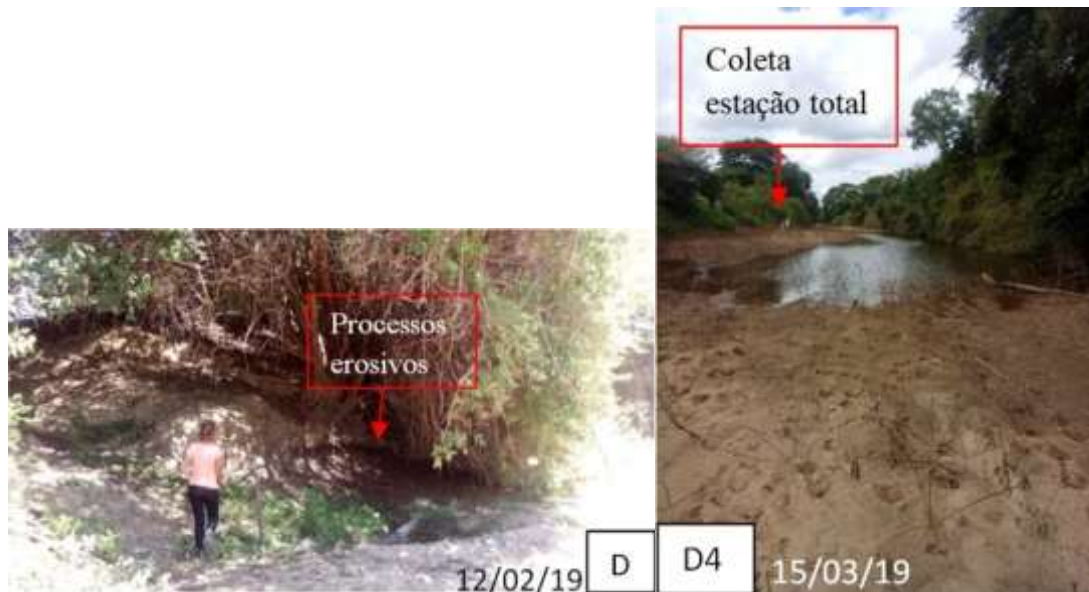 Coleta
estação total
Processos
erosivos
12/02/19
D
D4
15/03/19